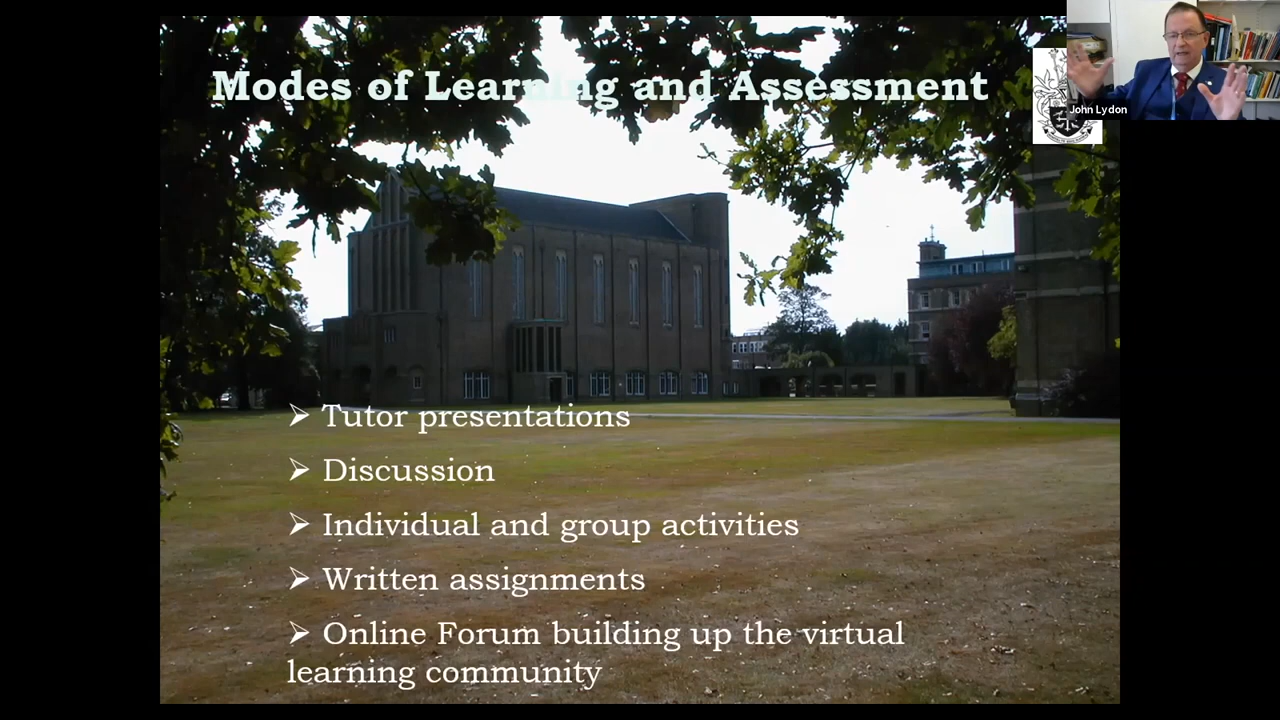 Modes of Learning and Assessment
John Lydon
➢ Tutor presentations
➢ Discussion
➢ Individual and group activities
➢ Written assignments
➢ Online Forum building up the virtual
learning community